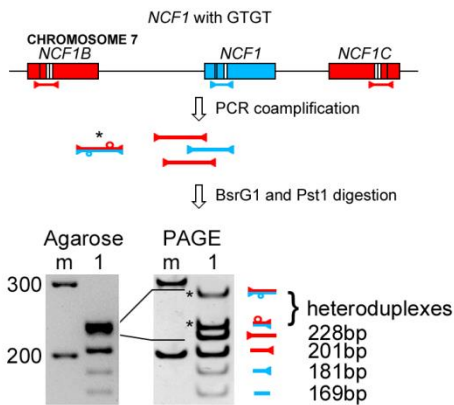 NCF1 with GTGT
CHROMOSOME 7
NCF1B NCF1 NCF1C
PCR coamplification
*
BsrG1 and Pst1 digestion
Agarose PAGE
m 1 m 1
300
*
heteroduplexes
*
228bp
201bp
200
181bp
169bp